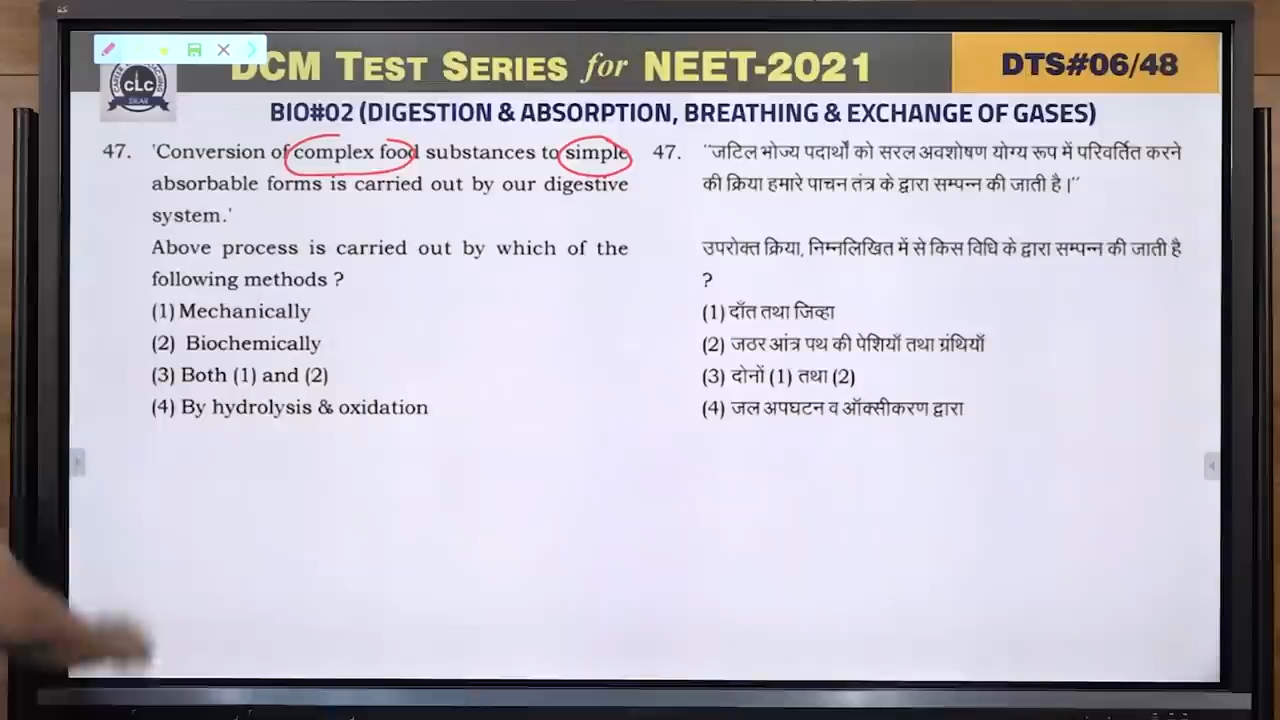 DCM TEST SERIES for NEET-2021
DTS#06/48
CLC
SIKAR
BIO#02 (DIGESTION & ABSORPTION, BREATHING & EXCHANGE OF GASES)
47. 'Conversion of complex food substances to simple
absorbable forms is carried out by our digestive
system.'
Above process is carried out by which of the
following methods ?
(1) Mechanically
(2) Biochemically
(3) Both (1) and (2)
(4) By hydrolysis & oxidation
47. "जटिल भोज्य पदार्थों को सरल अवशोषण योग्य रूप में परिवर्तित करने
की क्रिया हमारे पाचन तंत्र के द्वारा सम्पन्न की जाती है।"
उपरोक्त क्रिया, निम्नलिखित में से किस विधि के द्वारा सम्पन्न की जाती है
?
(1) दाँत तथा जिव्हा
(2) जठर आंत्र पथ की पेशियाँ तथा ग्रंथियाँ
(3) दोनों (1) तथा (2)
(4) जल अपघटन व ऑक्सीकरण द्वारा